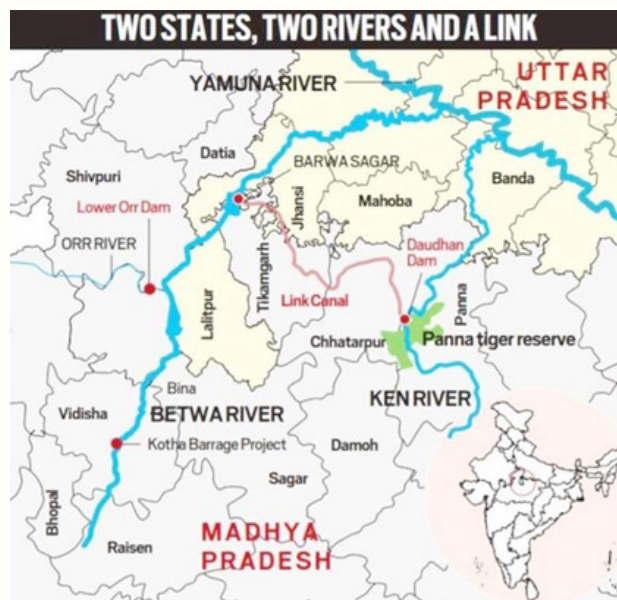 TWO STATES, TWO RIVERS AND A LINK
YAMUNA RIVER
UTTAR
PRADESH
Datia
BARWA SAGAR
Shivpuri
Lower Orr Dam
ORR RIVER
Jhansi
Mahoba
Banda
Daudhan
Dam
Tikamgarh
Link Canal
Lalitpur
Panna
Chhatarpur
Panna tiger reserve
Bina
Vidisha
BETWA RIVER
KEN RIVER
Kotha Barrage Project
Damoh
Sagar
Bhopal
Raisen
MADHYA
PRADESH